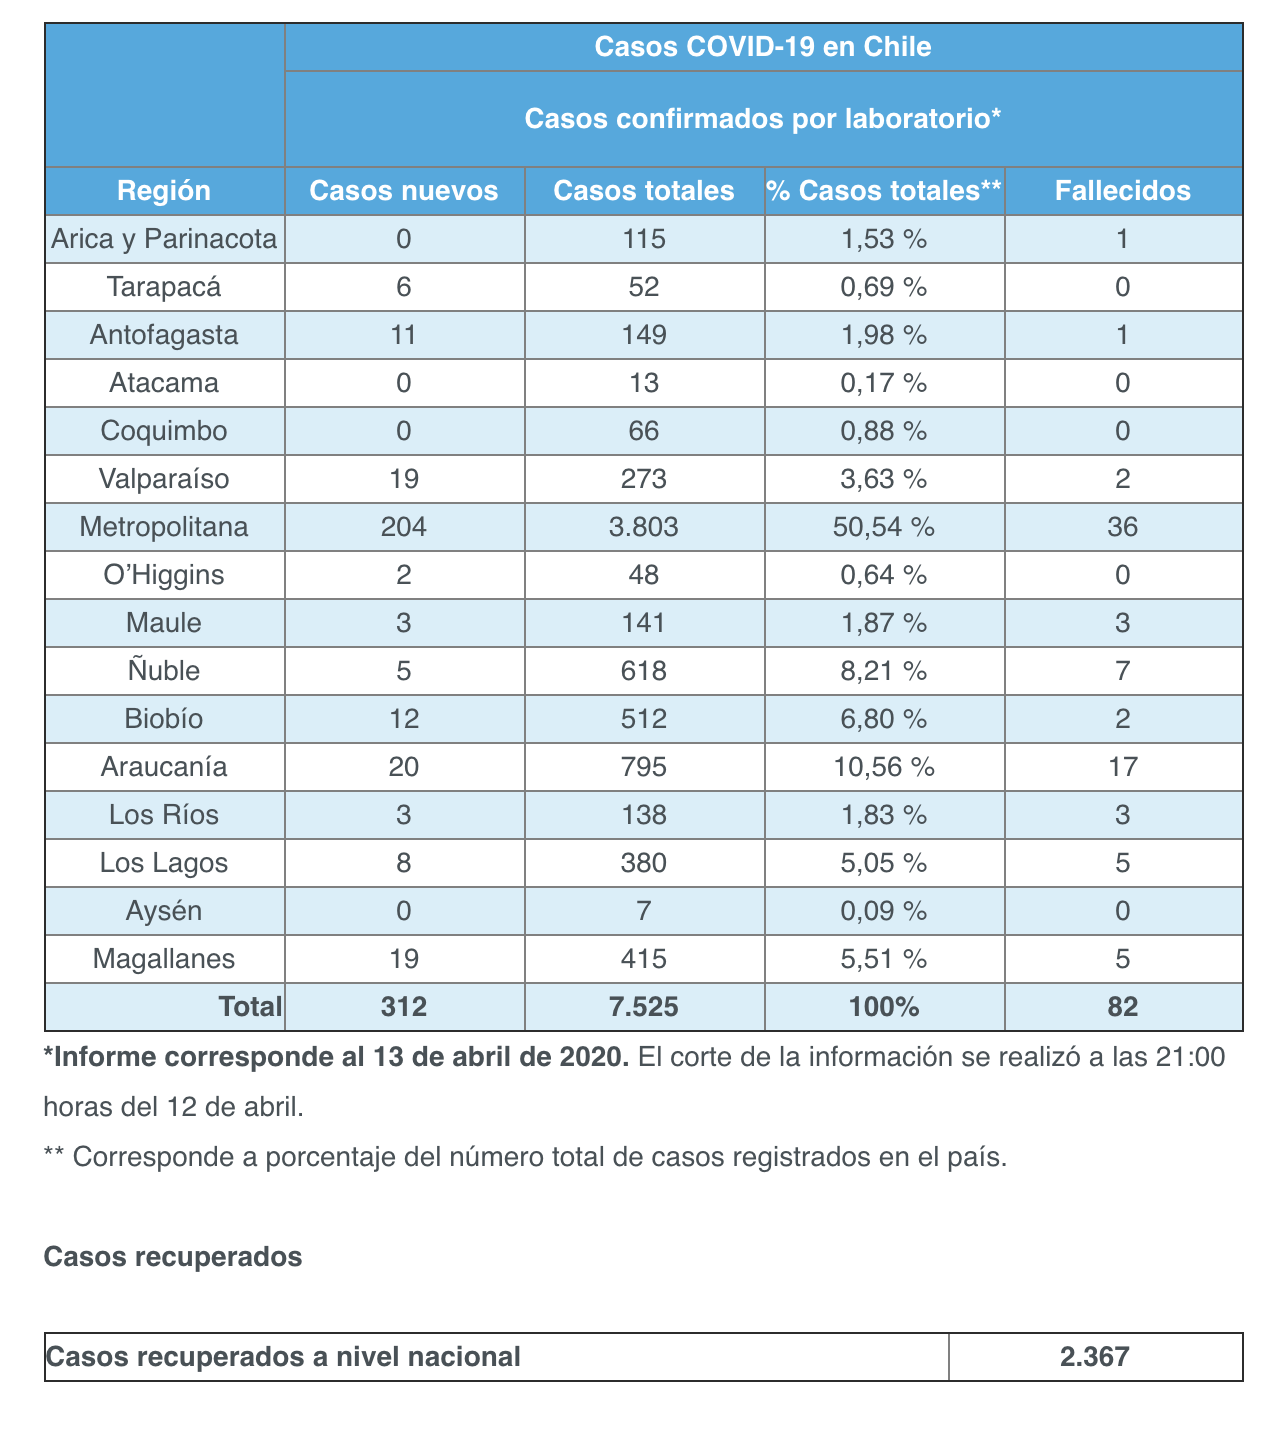 Casos COVID-19 en Chile
Casos confirmados por laboratorio*
Región Casos nuevos Casos totales % Casos totales** Fallecidos
Arica y Parinacota 0 115 1,53 % 1
Tarapacá 6 52 0,69 % 0
Antofagasta 11 149 1,98 % 1
Atacama 0 13 0,17 % 0
Coquimbo 0 66 0,88 % 0
Valparaíso 19 273 3,63 % 2
Metropolitana 204 3.803 50,54 % 36
O’Higgins 2 48 0,64 % 0
Maule 3 141 1,87 % 3
Ñuble 5 618 8,21 % 7
Biobío 12 512 6,80 % 2
Araucanía 20 795 10,56 % 17
Los Ríos 3 138 1,83 % 3
Los Lagos 8 380 5,05 % 5
Aysén 0 7 0,09 % 0
Magallanes 19 415 5,51 % 5
Total 312 7.525 100% 82
*Informe corresponde al 13 de abril de 2020. El corte de la información se realizó a las 21:00
horas del 12 de abril.
** Corresponde a porcentaje del número total de casos registrados en el país.
Casos recuperados
Casos recuperados a nivel nacional 2.367